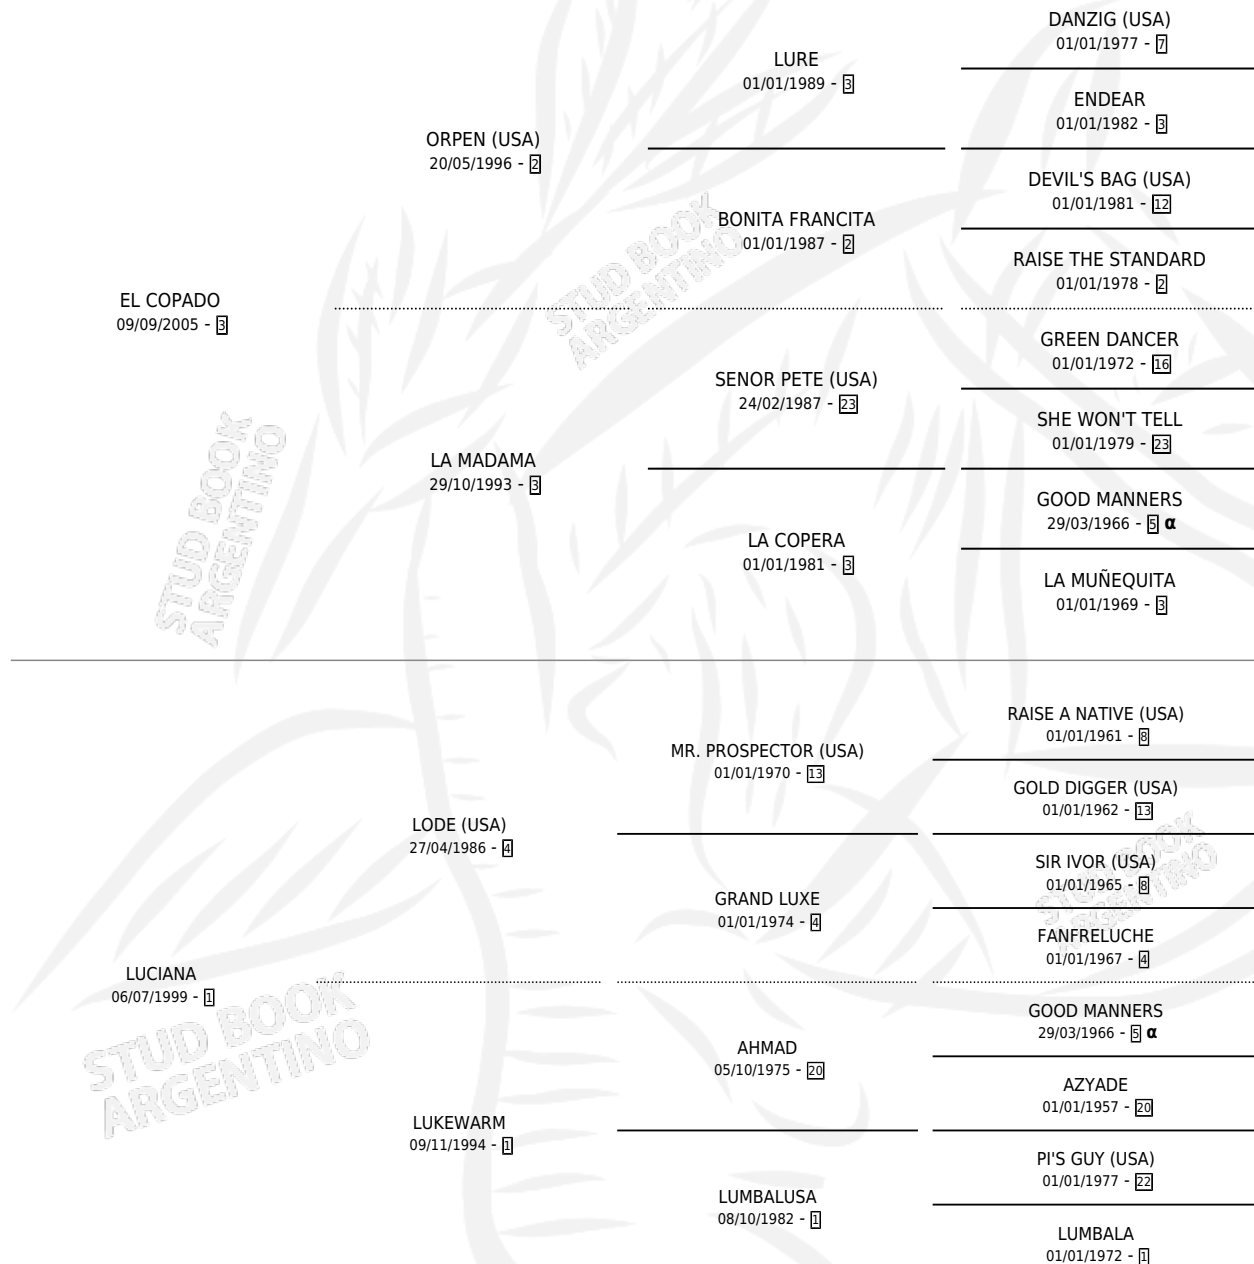 DANZIG (USA)
01/01/1977 - 7
LURE
01/01/1989 - 3
ENDEAR
01/01/1982 - 3
ORPEN (USA)
20/05/1996 - 2
DEVIL'S BAG (USA)
01/01/1981 - 12
BONITA FRANCITA
01/01/1987 - 2
RAISE THE STANDARD
01/01/1978 - 2
EL COPADO
09/09/2005 - 3
GREEN DANCER
01/01/1972 - 16
SENOR PETE (USA)
24/02/1987 - 23
SHE WON'T TELL
01/01/1979 - 23
LA MADAMA
29/10/1993 - 3
GOOD MANNERS
29/03/1966 - 5 α
LA COPERA
01/01/1981 - 3
LA MUÑEQUITA
01/01/1969 - 3
RAISE A NATIVE (USA)
01/01/1961 - 8
MR. PROSPECTOR (USA)
01/01/1970 - 13
GOLD DIGGER (USA)
01/01/1962 - 13
LODE (USA)
27/04/1986 - 4
SIR IVOR (USA)
01/01/1965 - 8
GRAND LUXE
01/01/1974 - 4
FANFRELUCHE
01/01/1967 - 4
LUCIANA
06/07/1999 - 1
GOOD MANNERS
29/03/1966 - 5 α
AHMAD
05/10/1975 - 20
AZYADE
01/01/1957 - 20
LUKEWARM
09/11/1994 - 1
PI'S GUY (USA)
01/01/1977 - 22
LUMBALUSA
08/10/1982 - 1
LUMBALA
01/01/1972 - 1
STUD BOOK
ARGENTINO
STUD BOOK
ARGENTINO
STUD BOOK
ARGENTINO
STUD BOOK
ARGENTINO